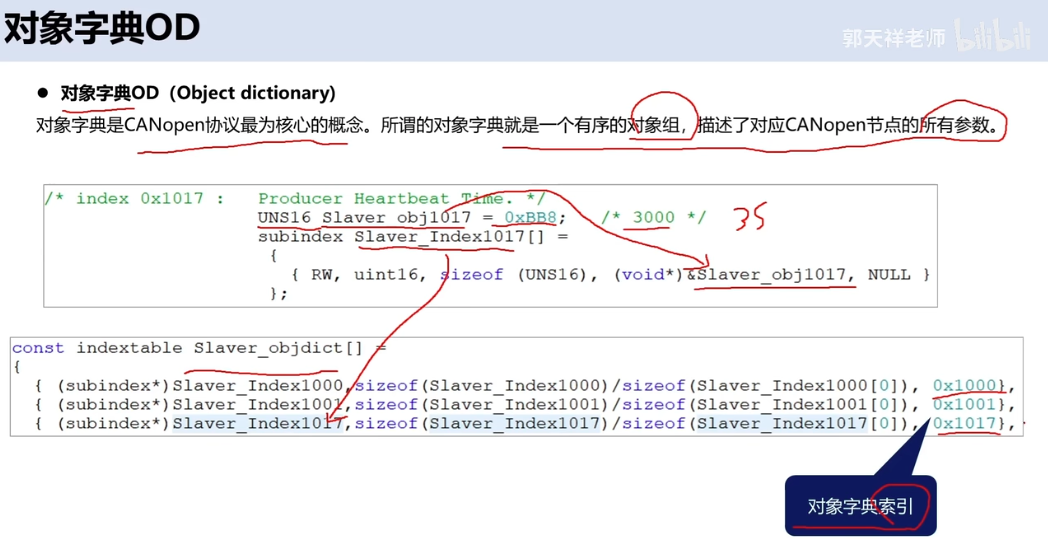 对象字典OD
郭天祥老师 bilibili
● 对象字典OD（Object dictionary)
对象字典是CANopen协议最为核心的概念。所谓的对象字典就是一个有序的对象组，描述了对应CANopen节点的所有参数。
/* index 0x1017 :   Producer Heartbeat Time. */
UNS16 Slaver_obj1017 = 0xBB8;   /* 3000 */
3S
subindex Slaver_Index1017[] =
{
{ RW, uint16, sizeof (UNS16), (void*)&Slaver_obj1017, NULL }
};
const indextable Slaver_objdict[] =
{
{ (subindex*)Slaver_Index1000,sizeof(Slaver_Index1000)/sizeof(Slaver_Index1000[0]), 0x1000},
{ (subindex*)Slaver_Index1001,sizeof(Slaver_Index1001)/sizeof(Slaver_Index1001[0]), 0x1001},
{ (subindex*)Slaver_Index1017,sizeof(Slaver_Index1017)/sizeof(Slaver_Index1017[0]), 0x1017},
对象字典索引